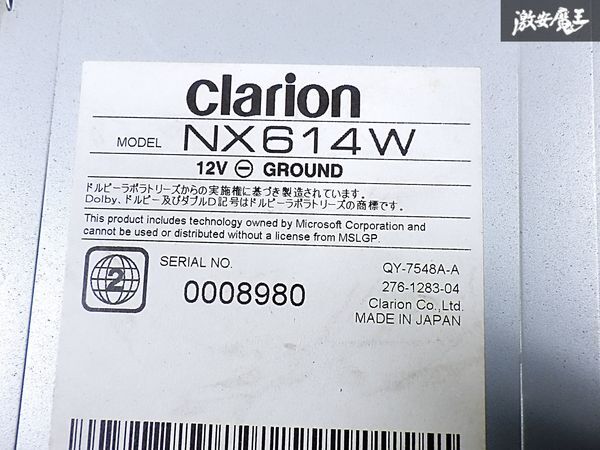 激安魔王
clarion
MODEL NX614W
12V ⊖ GROUND
ドルビーラボラトリーズからの実施権に基づき製造されています。
Dolby、ドルビー及びダブルD記号はドルビーラボラトリーズの商標です。
This product includes technology owned by Microsoft Corporation and
cannot be used or distributed without a license from MSLGP.
2
SERIAL NO.
0008980
QY-7548A-A
276-1283-04
Clarion Co.,Ltd.
MADE IN JAPAN